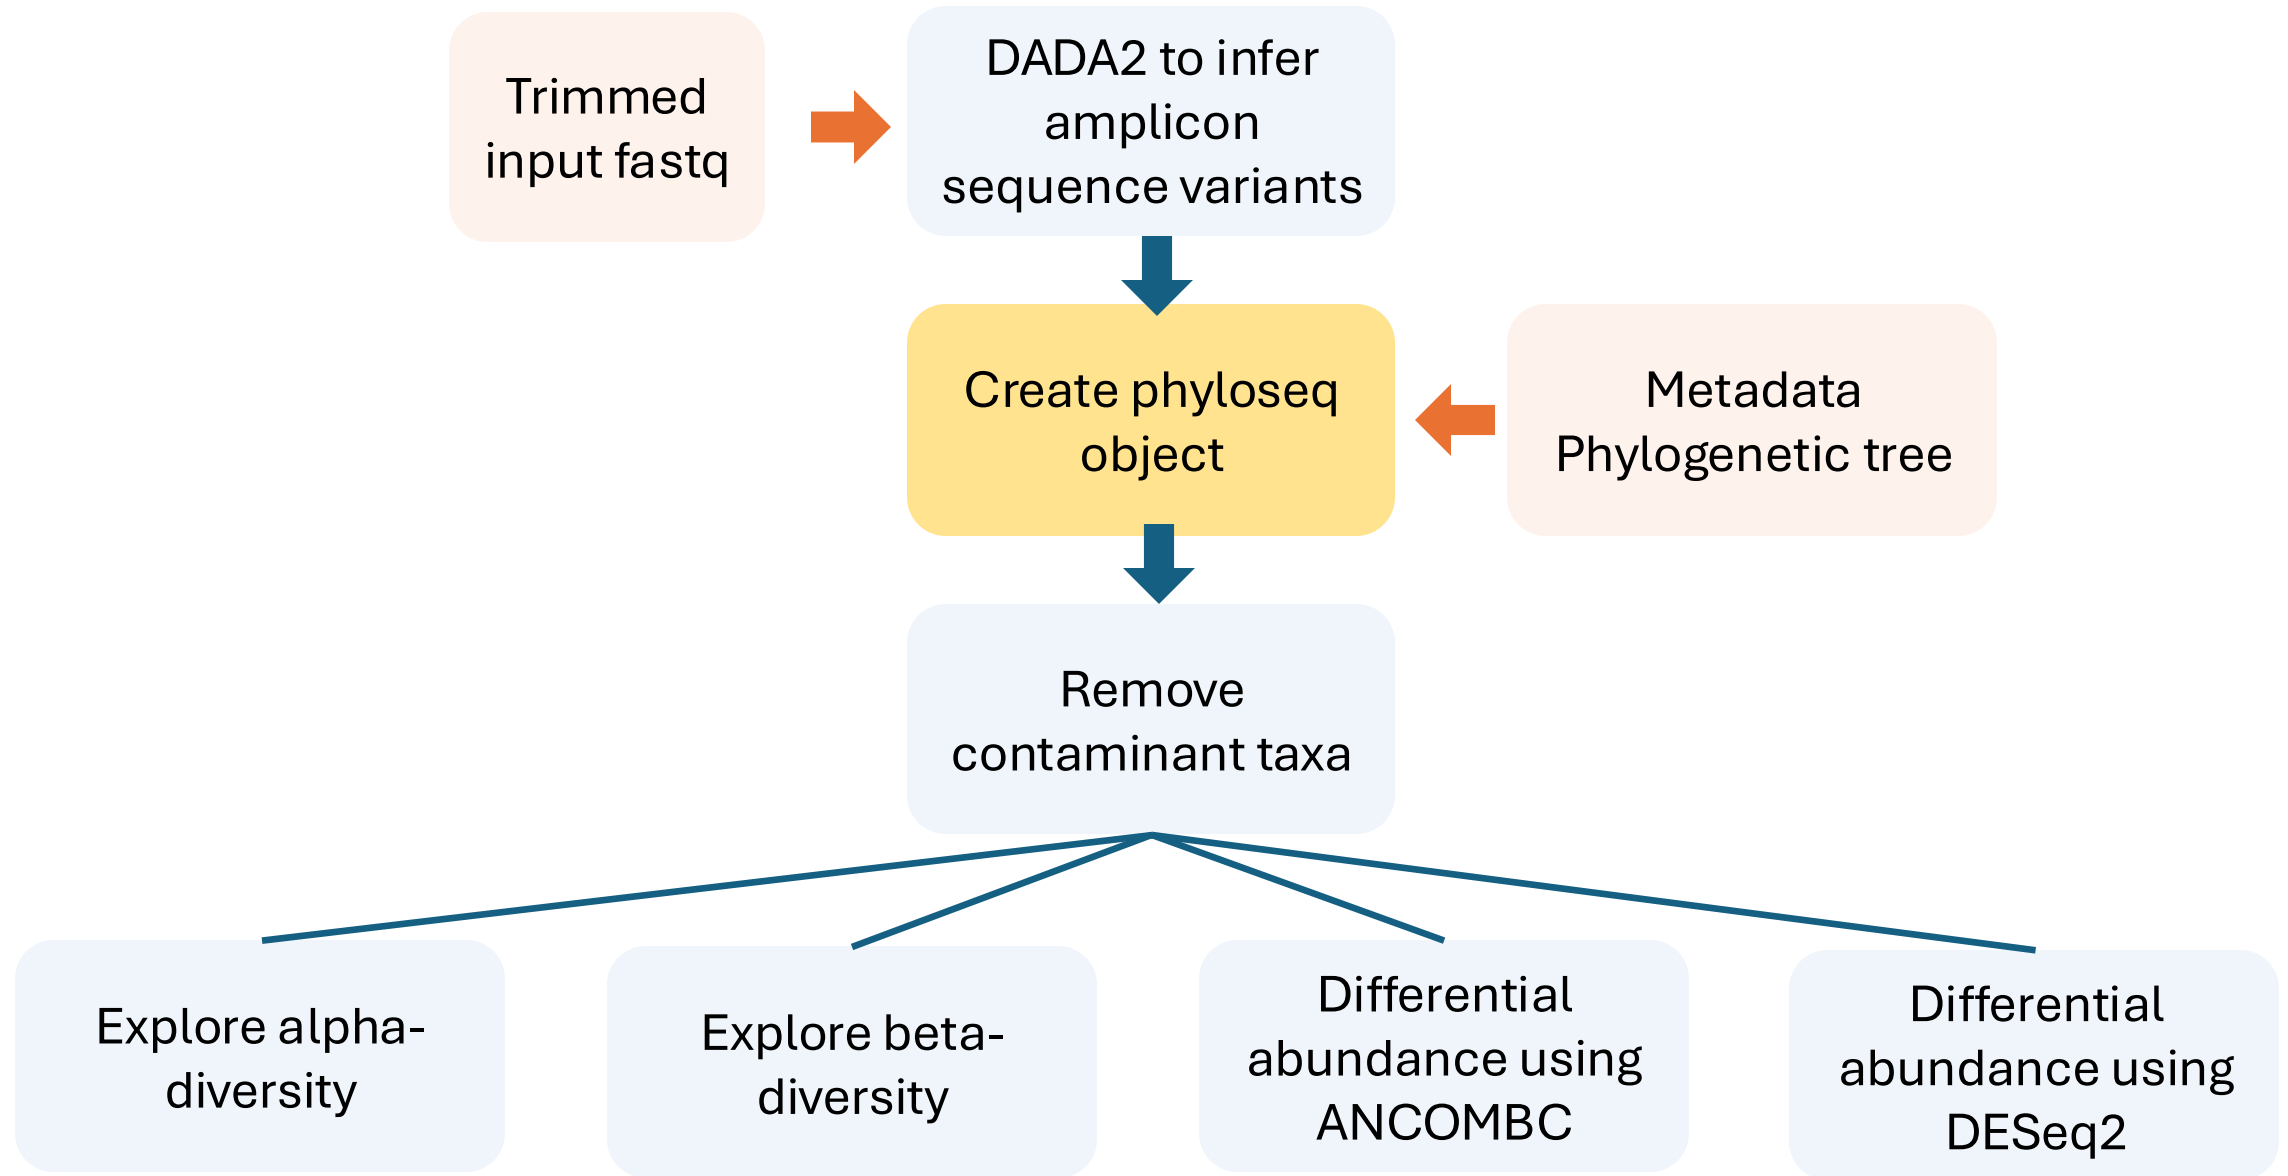 Trimmed
input fastq
DADA2 to infer
amplicon
sequence variants
Create phyloseq
object
Metadata
Phylogenetic tree
Remove
contaminant taxa
Explore alpha-
diversity
Explore beta-
diversity
Differential
abundance using
ANCOMBC
Differential
abundance using
DESeq2